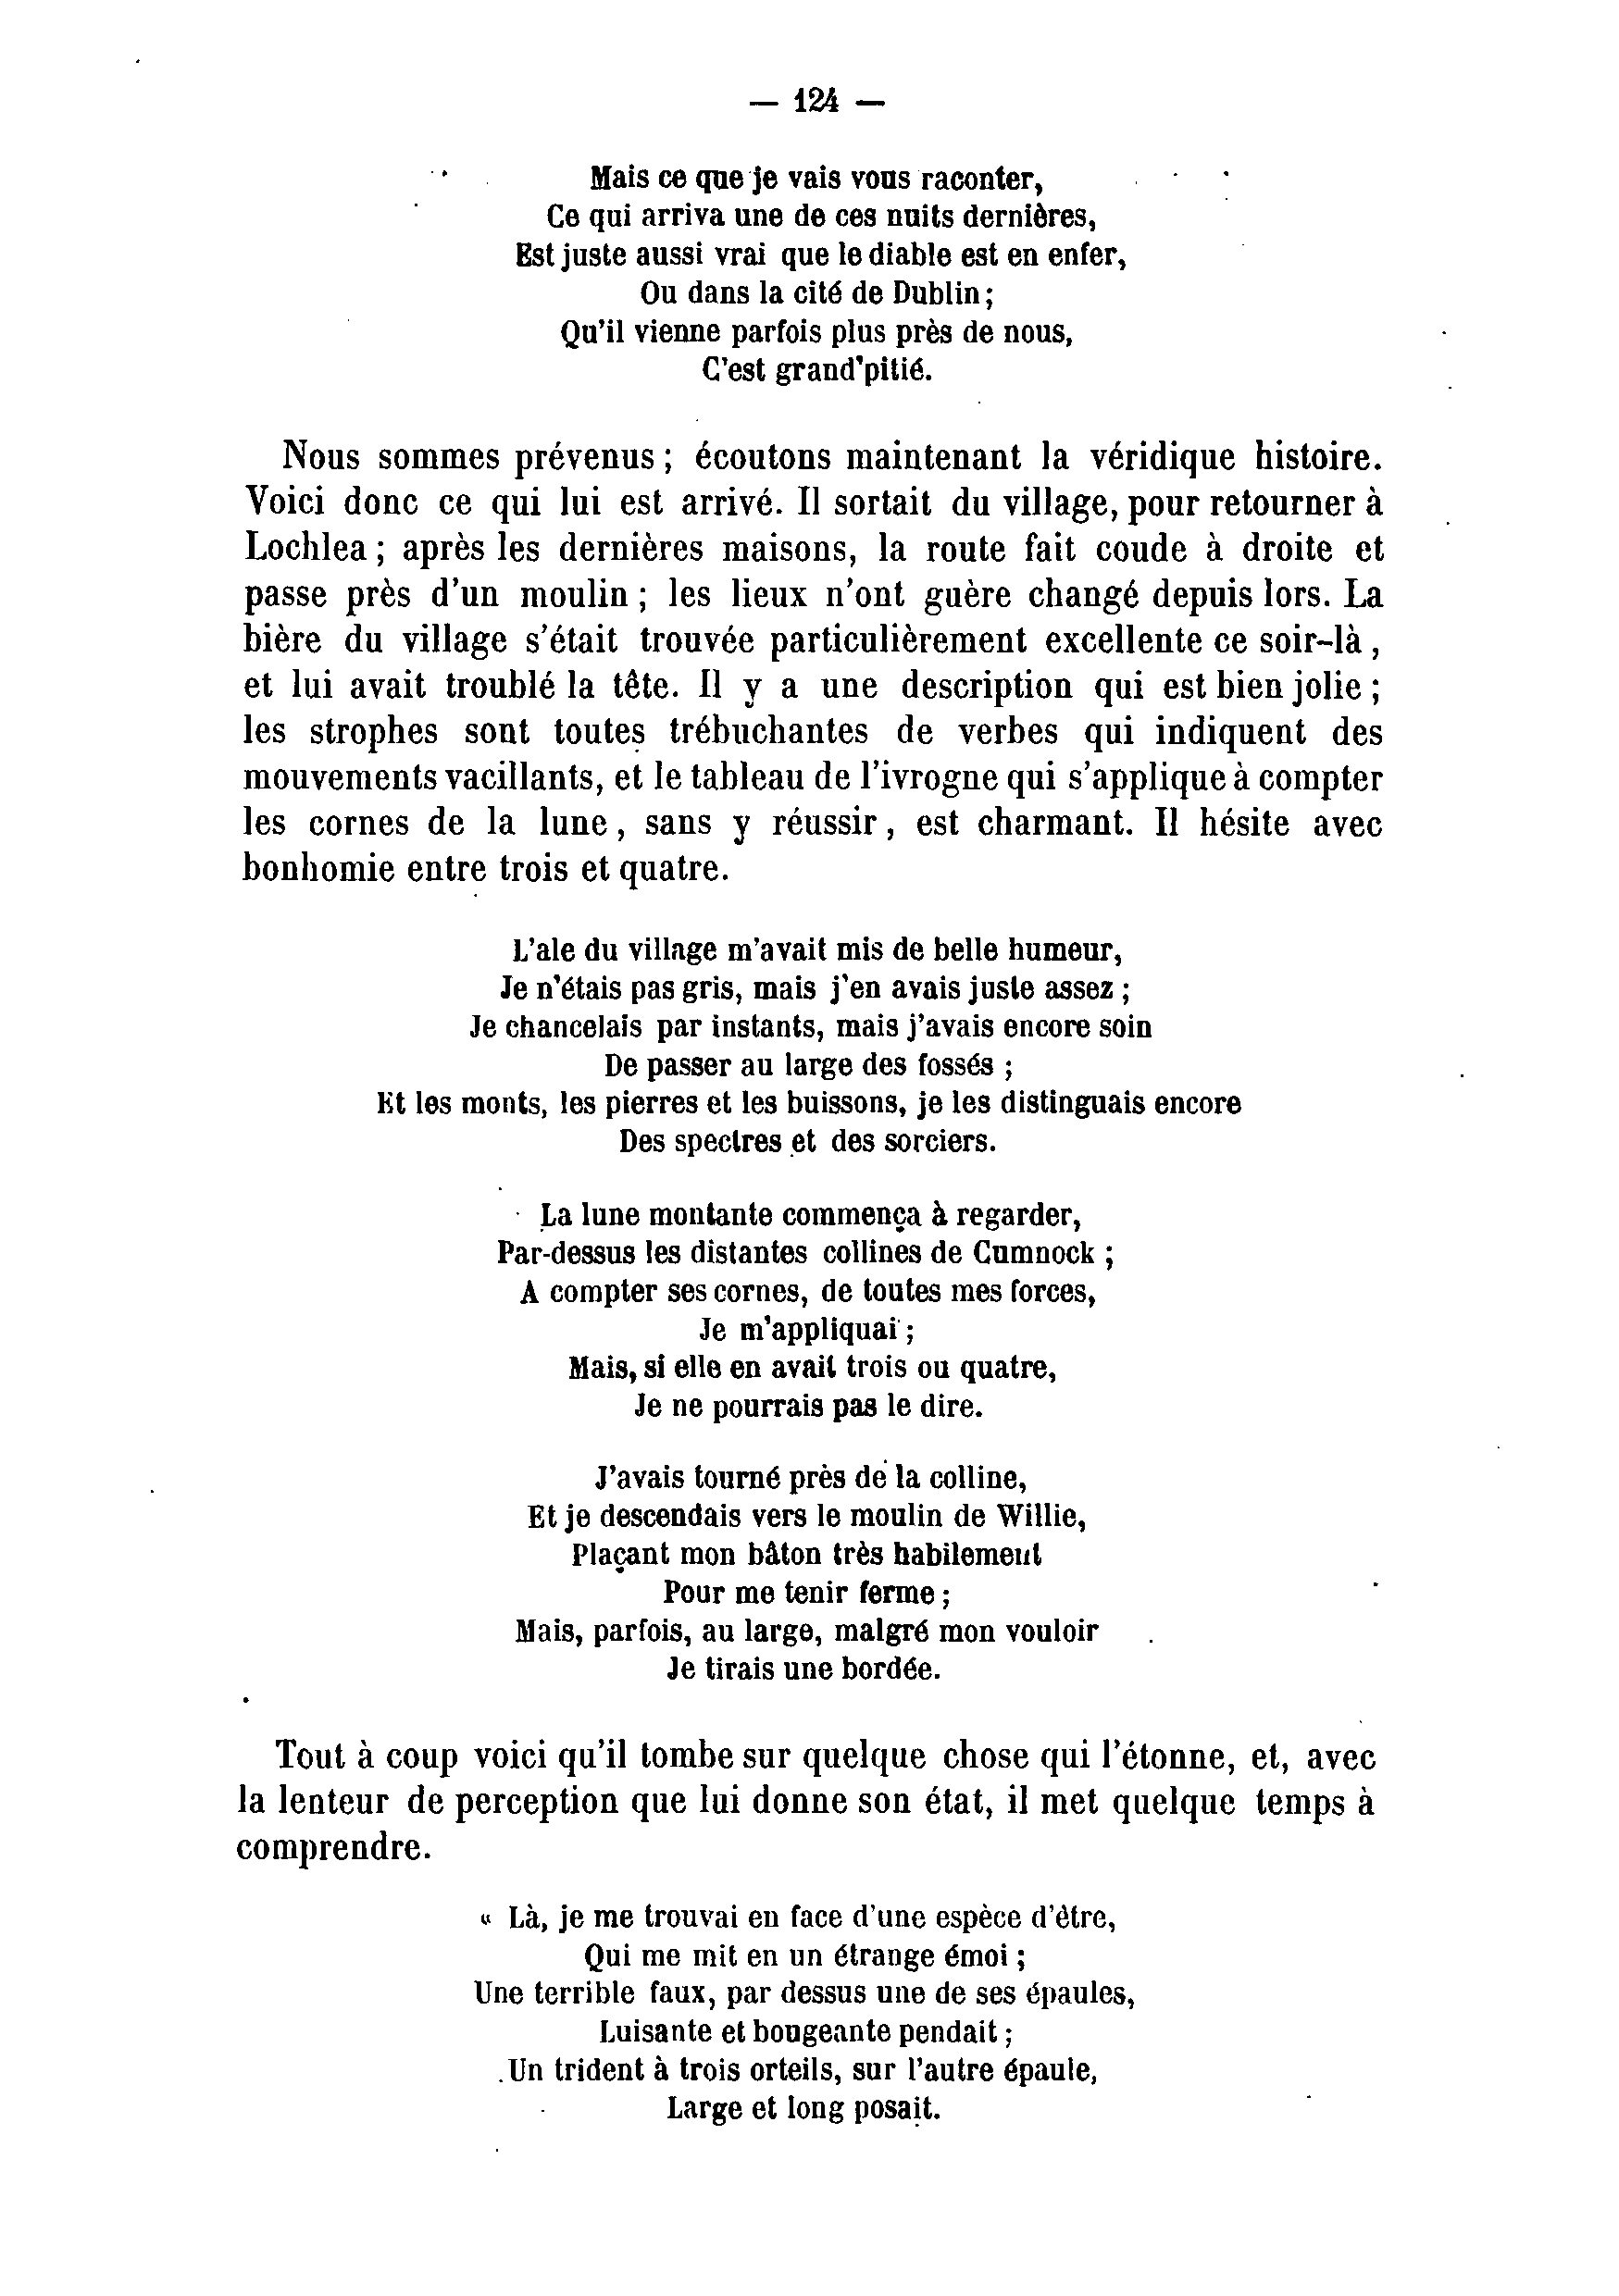 — 124 —
Mais ce que je vais vous raconter,
Ce qui arriva une de ces nuits dernières,
Est juste aussi vrai que le diable est en enfer,
Ou dans la cité de Dublin ;
Qu'il vienne parfois plus près de nous,
C'est grand'pitié.
Nous sommes prévenus ; écoutons maintenant la véridique histoire.
Voici donc ce qui lui est arrivé. Il sortait du village, pour retourner à
Lochlea ; après les dernières maisons, la route fait coude à droite et
passe près d'un moulin ; les lieux n'ont guère changé depuis lors. La
bière du village s'était trouvée particulièrement excellente ce soir-là ,
et lui avait troublé la tête. Il y a une description qui est bien jolie ;
les strophes sont toutes trébuchantes de verbes qui indiquent des
mouvements vacillants, et le tableau de l'ivrogne qui s'applique à compter
les cornes de la lune , sans y réussir , est charmant. Il hésite avec
bonhomie entre trois et quatre.
L'ale du village m'avait mis de belle humeur,
Je n'étais pas gris, mais j'en avais juste assez ;
Je chancelais par instants, mais j'avais encore soin
De passer au large des fossés ;
Et les monts, les pierres et les buissons, je les distinguais encore
Des spectres et des sorciers.
La lune montante commença à regarder,
Par-dessus les distantes collines de Cumnock ;
A compter ses cornes, de toutes mes forces,
Je m'appliquai ;
Mais, si elle en avait trois ou quatre,
Je ne pourrais pas le dire.
J'avais tourné près de la colline,
Et je descendais vers le moulin de Willie,
Plaçant mon bâton très habilement
Pour me tenir ferme ;
Mais, parfois, au large, malgré mon vouloir
Je tirais une bordée.
Tout à coup voici qu'il tombe sur quelque chose qui l'étonne, et, avec
la lenteur de perception que lui donne son état, il met quelque temps à
comprendre.
« Là, je me trouvai en face d'une espèce d'être,
Qui me mit en un étrange émoi ;
Une terrible faux, par dessus une de ses épaules,
Luisante et bougeante pendait ;
Un trident à trois orteils, sur l'autre épaule,
Large et long posait.